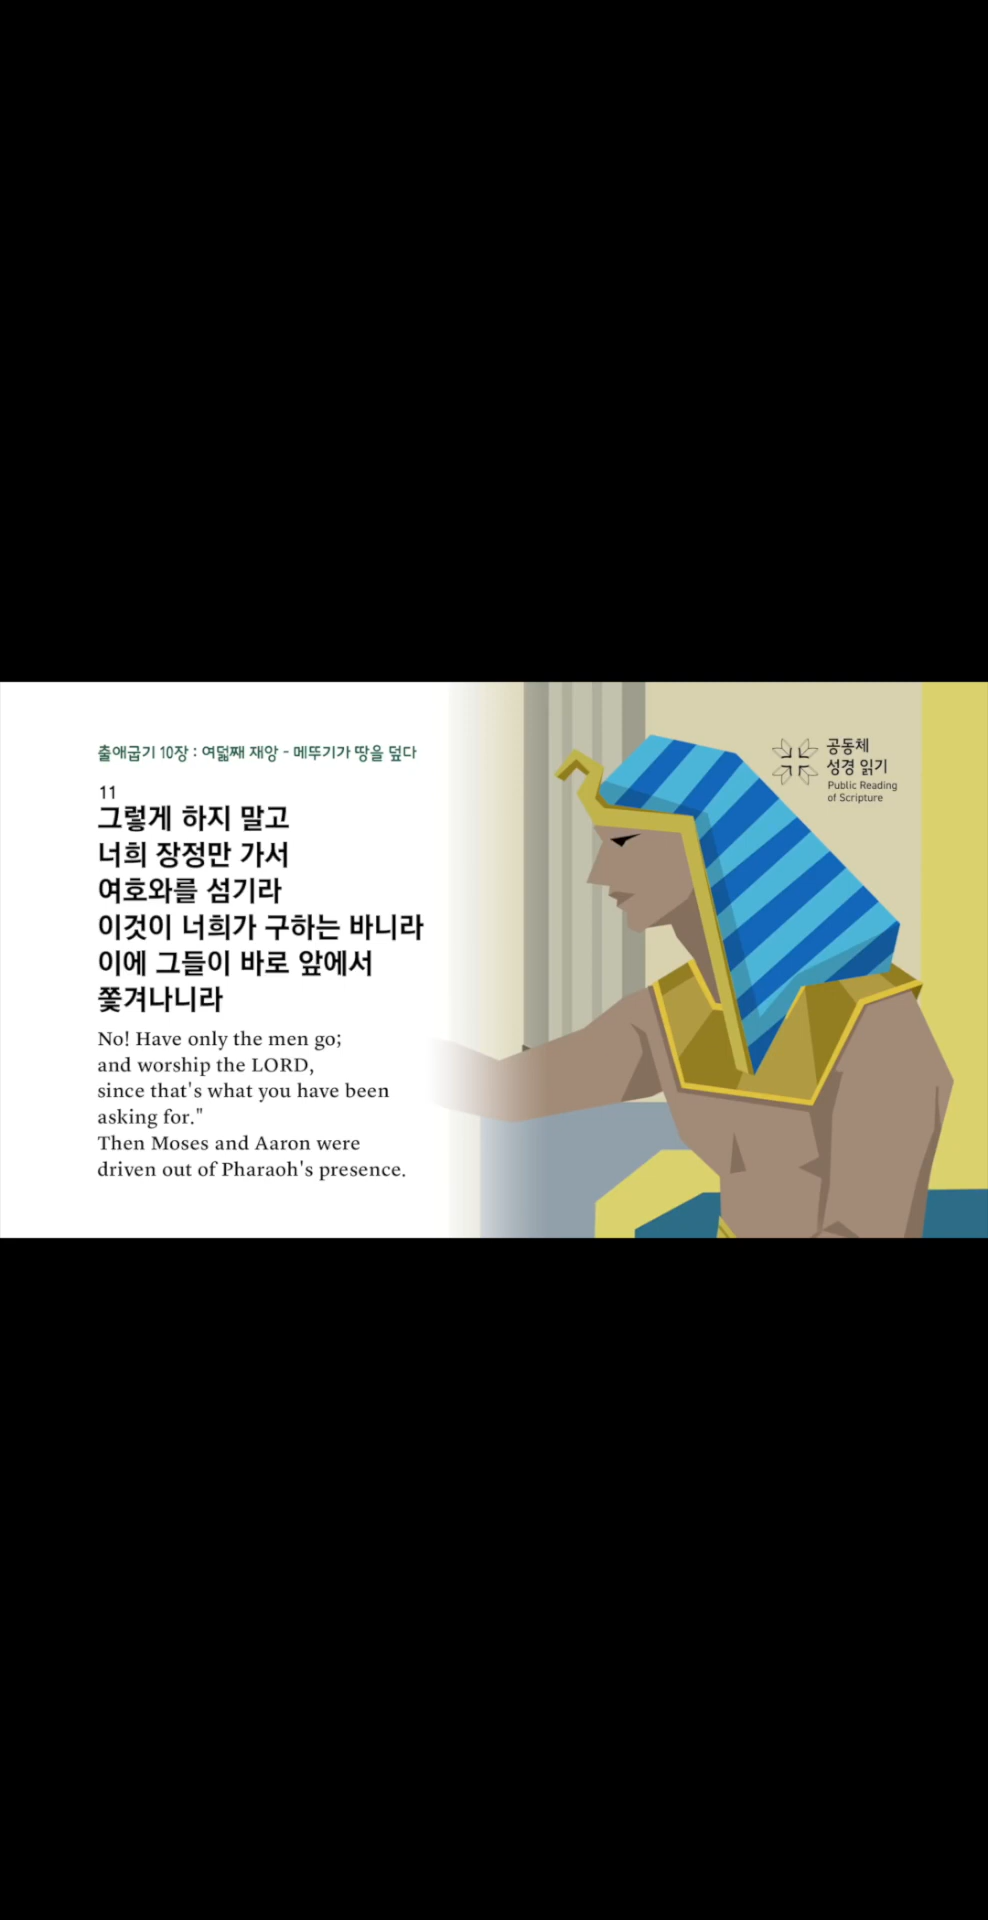 출애굽기 10장 : 여덟째 재앙 - 메뚜기가 땅을 덮다
공동체
성경 읽기
Public Reading
of Scripture
11
그렇게 하지 말고
너희 장정만 가서
여호와를 섬기라
이것이 너희가 구하는 바니라
이에 그들이 바로 앞에서
쫓겨나니라
No! Have only the men go;
and worship the LORD,
since that's what you have been
asking for."
Then Moses and Aaron were
driven out of Pharaoh's presence.